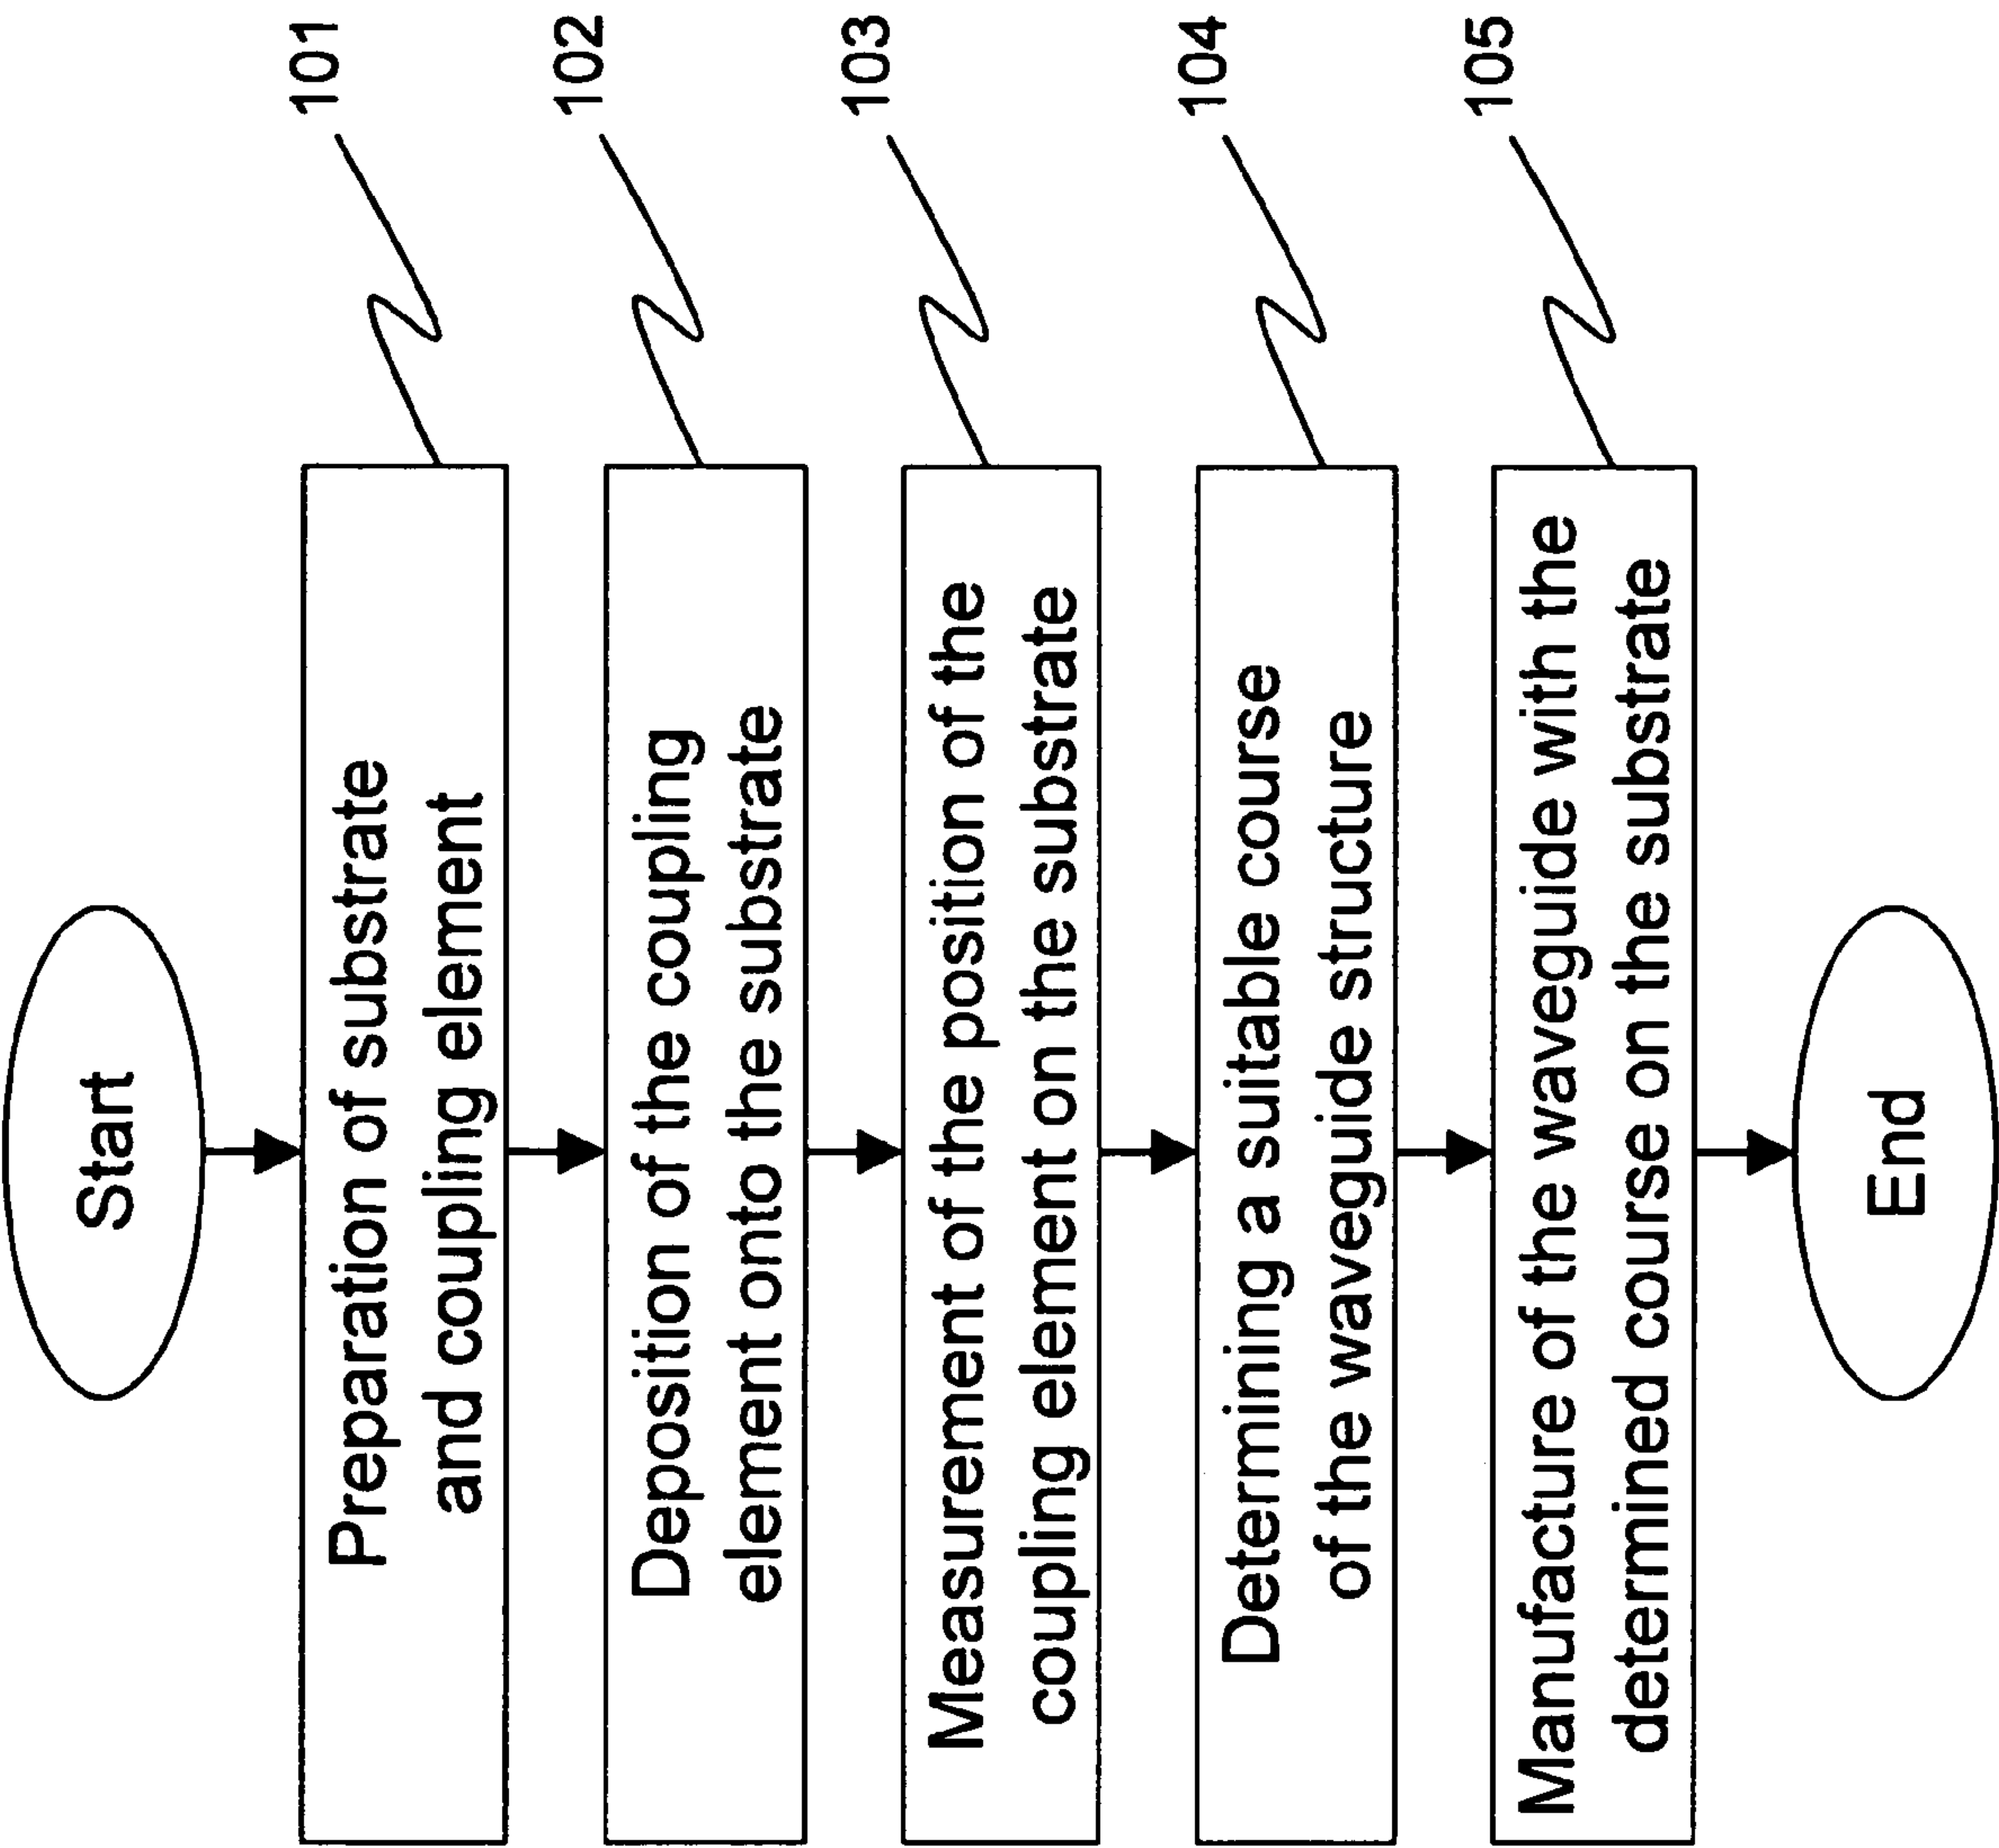 Start
Preparation of substrate
and coupling element
101
Deposition of the coupling
element onto the substrate
102
Measurement of the position of the
coupling element on the substrate
103
Determining a suitable course
of the waveguide structure
104
Manufacture of the waveguide with the
determined course on the substrate
105
End